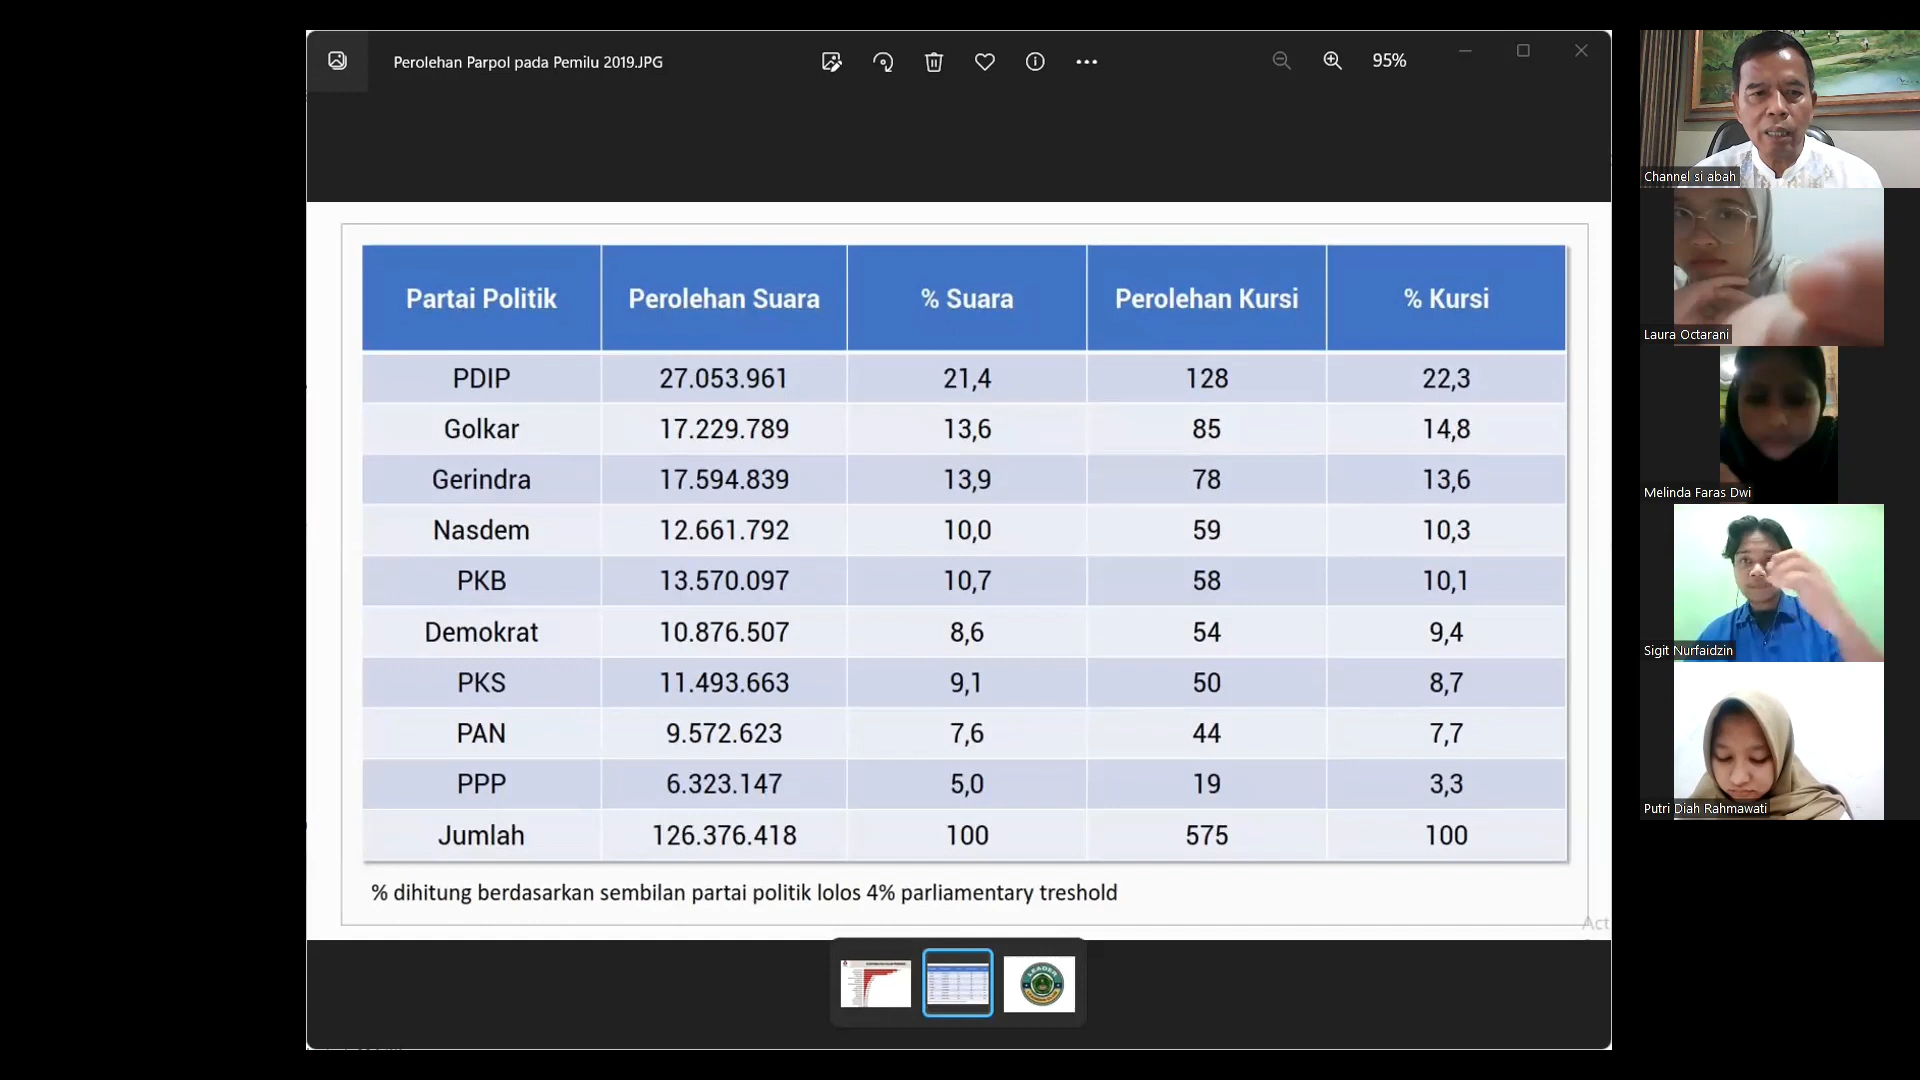 Perolehan Parpol pada Pemilu 2019.JPG
95%
Partai Politik Perolehan Suara % Suara Perolehan Kursi % Kursi
PDIP 27.053.961 21,4 128 22,3
Golkar 17.229.789 13,6 85 14,8
Gerindra 17.594.839 13,9 78 13,6
Nasdem 12.661.792 10,0 59 10,3
PKB 13.570.097 10,7 58 10,1
Demokrat 10.876.507 8,6 54 9,4
PKS 11.493.663 9,1 50 8,7
PAN 9.572.623 7,6 44 7,7
PPP 6.323.147 5,0 19 3,3
Jumlah 126.376.418 100 575 100
% dihitung berdasarkan sembilan partai politik lolos 4% parliamentary treshold
Act
LEADER
Channel si abah
Laura Octarani
Melinda Faras Dwi
Sigit Nurfaidzin
Putri Diah Rahmawati